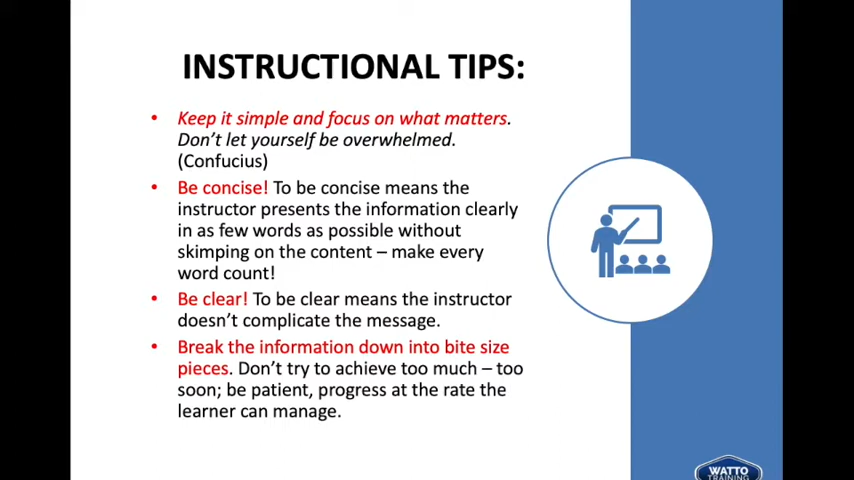 INSTRUCTIONAL TIPS:
• Keep it simple and focus on what matters.
Don't let yourself be overwhelmed.
(Confucius)
• Be concise! To be concise means the
instructor presents the information clearly
in as few words as possible without
skimping on the content – make every
word count!
• Be clear! To be clear means the instructor
doesn't complicate the message.
• Break the information down into bite size
pieces. Don't try to achieve too much – too
soon; be patient, progress at the rate the
learner can manage.
WATTO
TRAINING